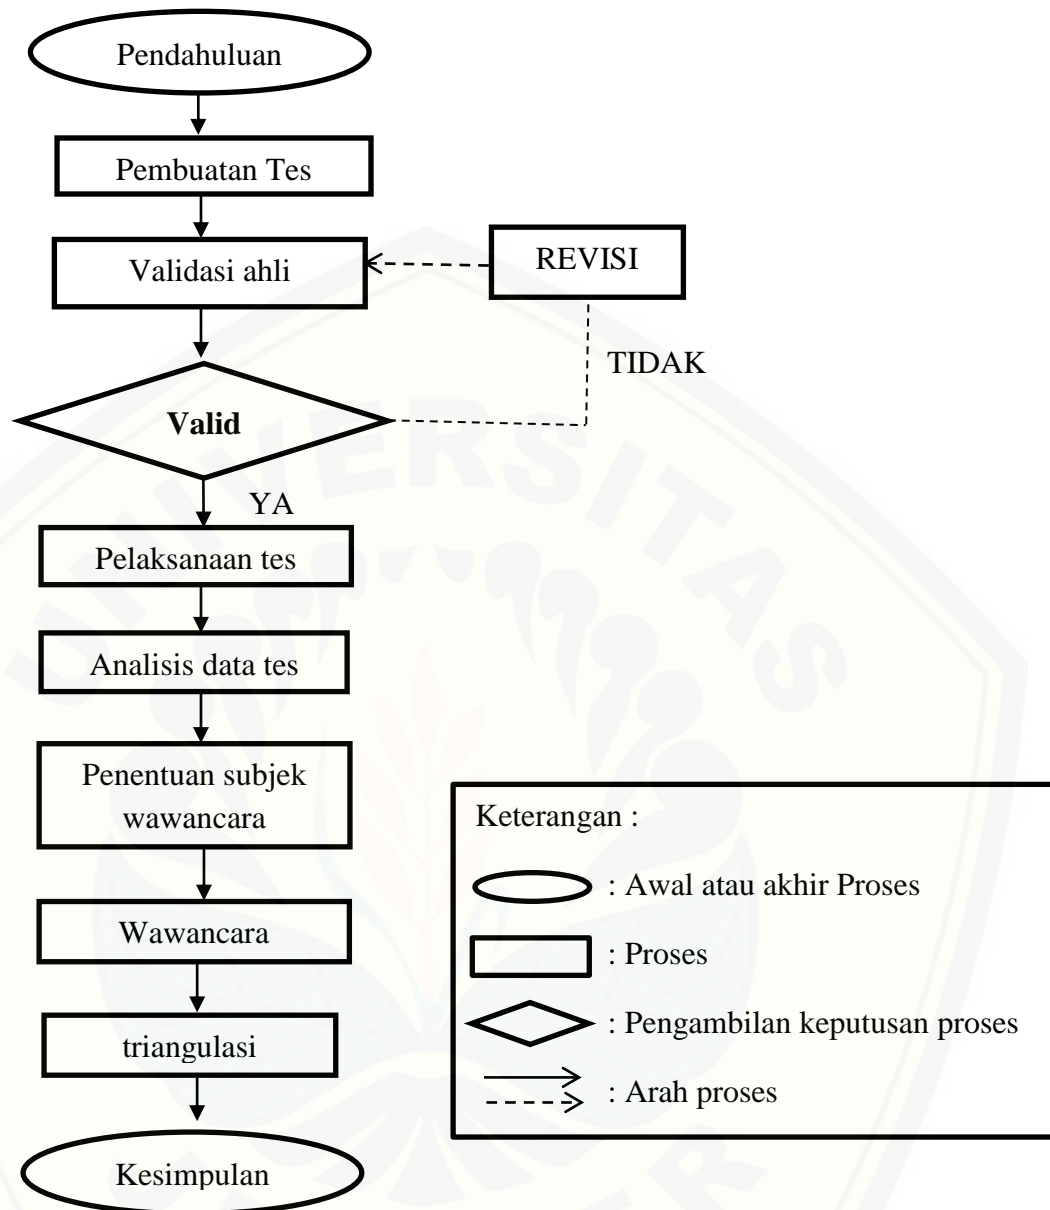 Pendahuluan
Pembuatan Tes
Validasi ahli
REVISI
TIDAK
Valid
YA
Pelaksanaan tes
Analisis data tes
Penentuan subjek
wawancara
Wawancara
triangulasi
Kesimpulan
Keterangan :
: Awal atau akhir Proses
: Proses
: Pengambilan keputusan proses
: Arah proses
UNIVERSITAS